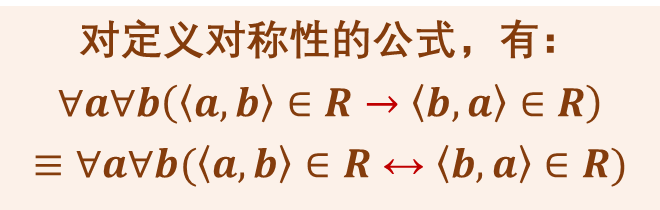 对定义对称性的公式，有：
∀a∀b(⟨a,b⟩ ∈ R → ⟨b,a⟩ ∈ R)
≡ ∀a∀b(⟨a,b⟩ ∈ R ↔ ⟨b,a⟩ ∈ R)